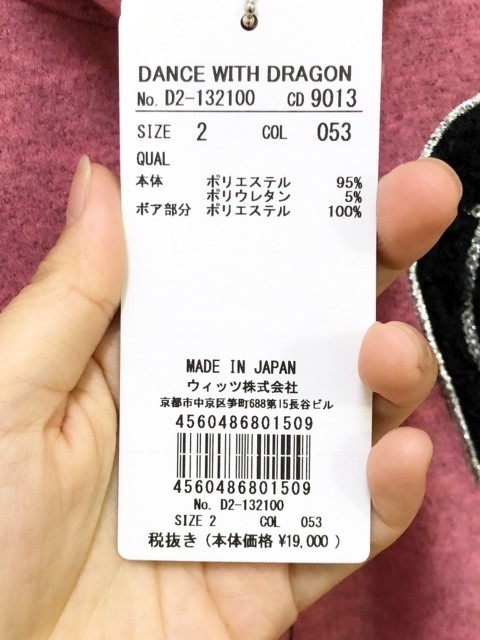 DANCE WITH DRAGON
No. D2-132100 CD 9013
SIZE 2 COL 053
QUAL
本体 ポリエステル 95%
ポリウレタン 5%
ボア部分 ポリエステル 100%
MADE IN JAPAN
ウィッツ株式会社
京都市中京区笋町688第15長谷ビル
4560486801509
4560486801509
No. D2-132100
SIZE 2 COL 053
税抜き（本体価格 ¥19,000 ）